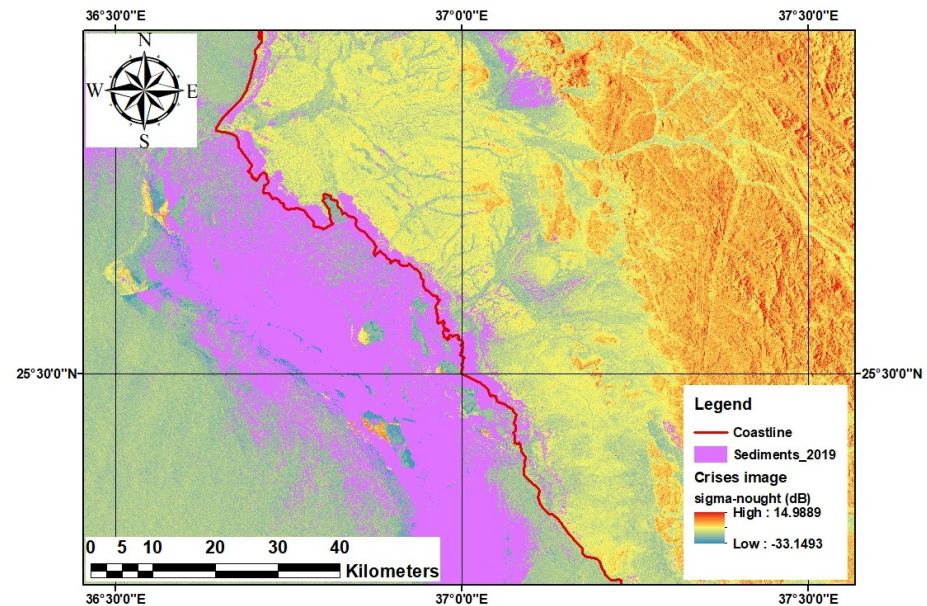 36°30'0"E 37°0'0"E 37°30'0"E
N
W E
S
25°30'0"N 25°30'0"N
Legend
Coastline
Sediments_2019
Crises image
sigma-nought (dB)
High : 14.9889
Low : -33.1493
0 5 10 20 30 40
Kilometers
36°30'0"E 37°0'0"E 37°30'0"E